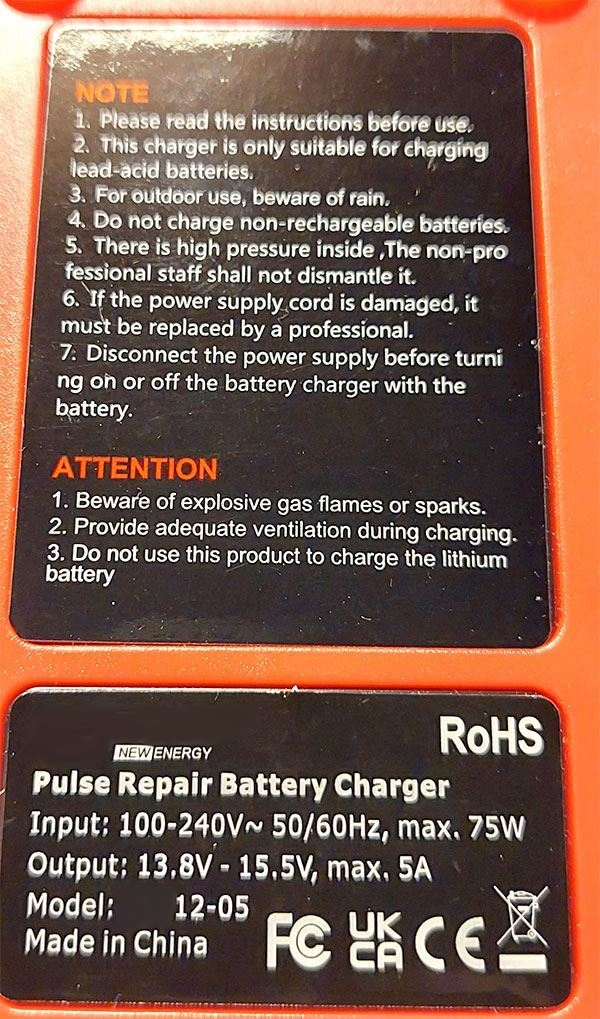 NOTE
1. Please read the instructions before use.
2. This charger is only suitable for charging
lead-acid batteries.
3. For outdoor use, beware of rain.
4. Do not charge non-rechargeable batteries.
5. There is high pressure inside ,The non-pro
fessional staff shall not dismantle it.
6. If the power supply cord is damaged, it
must be replaced by a professional.
7. Disconnect the power supply before turni
ng on or off the battery charger with the
battery.
ATTENTION
1. Beware of explosive gas flames or sparks.
2. Provide adequate ventilation during charging.
3. Do not use this product to charge the lithium
battery
RoHS
NEW ENERGY
Pulse Repair Battery Charger
Input: 100-240V~ 50/60Hz, max. 75W
Output: 13.8V - 15.5V, max. 5A
Model: 12-05
Made in China
FC UK CA CE